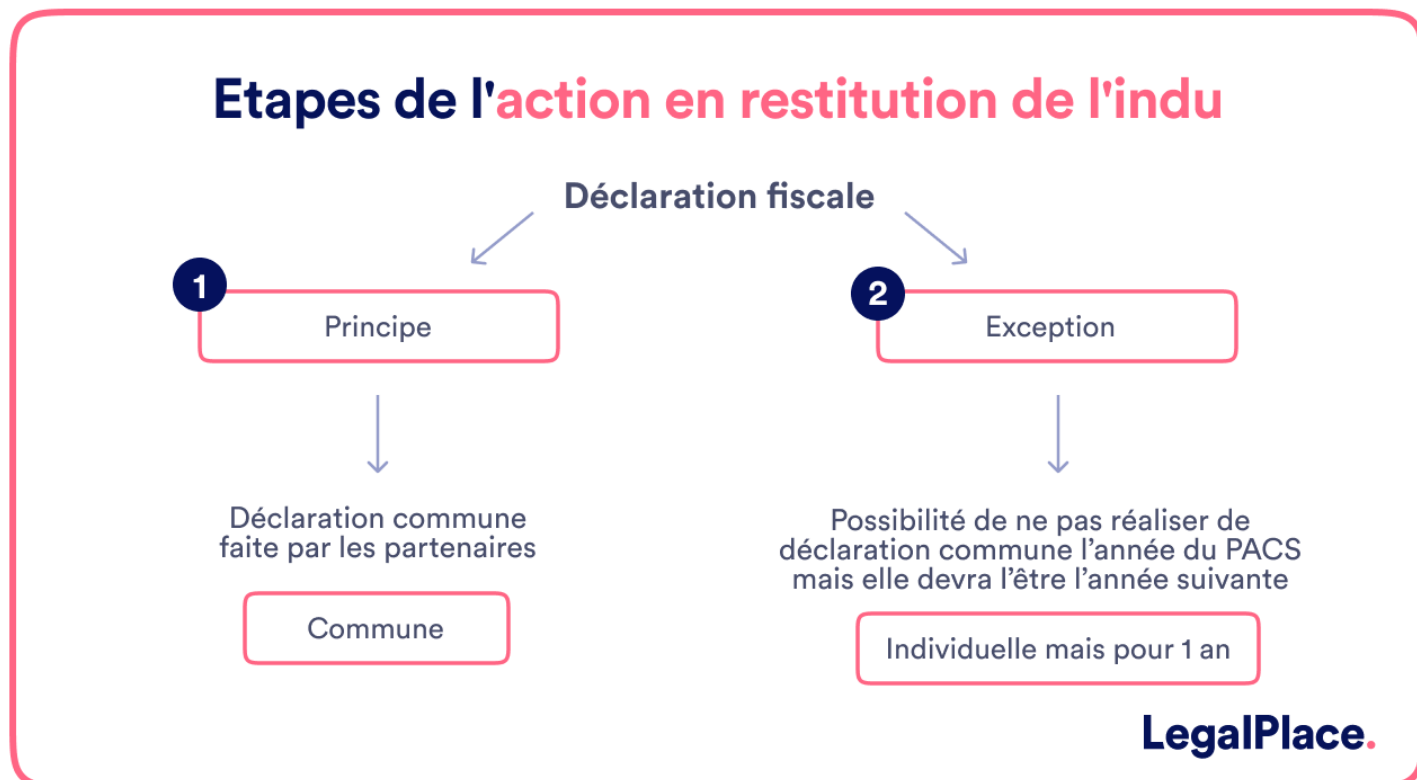 Etapes de l'action en restitution de l'indu
Déclaration fiscale
1
Principe
Déclaration commune
faite par les partenaires
Commune
2
Exception
Possibilité de ne pas réaliser de
déclaration commune l’année du PACS
mais elle devra l’être l’année suivante
Individuelle mais pour 1 an
LegalPlace.